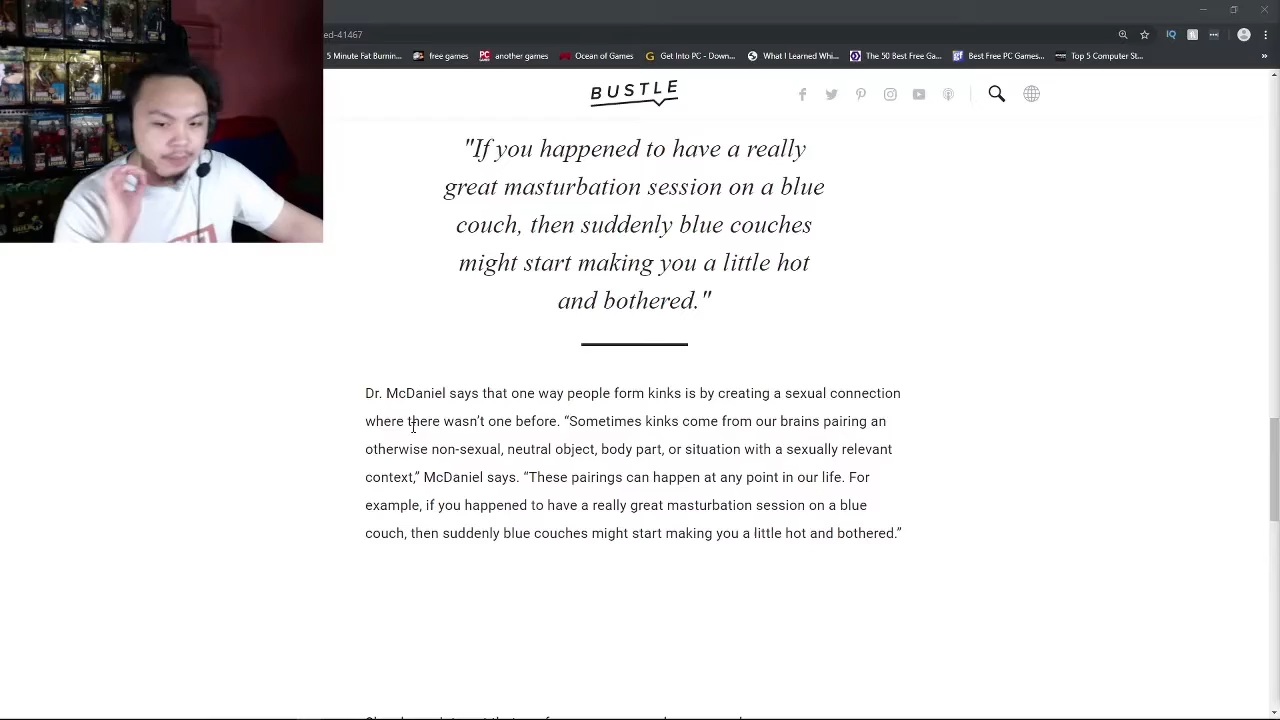 ed-41467
5 Minute Fat Burnin...
free games
another games
Ocean of Games
Get Into PC - Down...
What I Learned Whi...
The 50 Best Free Ga...
Best Free PC Games...
Top 5 Computer St...
BUSTLE
"If you happened to have a really
great masturbation session on a blue
couch, then suddenly blue couches
might start making you a little hot
and bothered."
Dr. McDaniel says that one way people form kinks is by creating a sexual connection
where there wasn’t one before. “Sometimes kinks come from our brains pairing an
otherwise non-sexual, neutral object, body part, or situation with a sexually relevant
context,” McDaniel says. “These pairings can happen at any point in our life. For
example, if you happened to have a really great masturbation session on a blue
couch, then suddenly blue couches might start making you a little hot and bothered.”